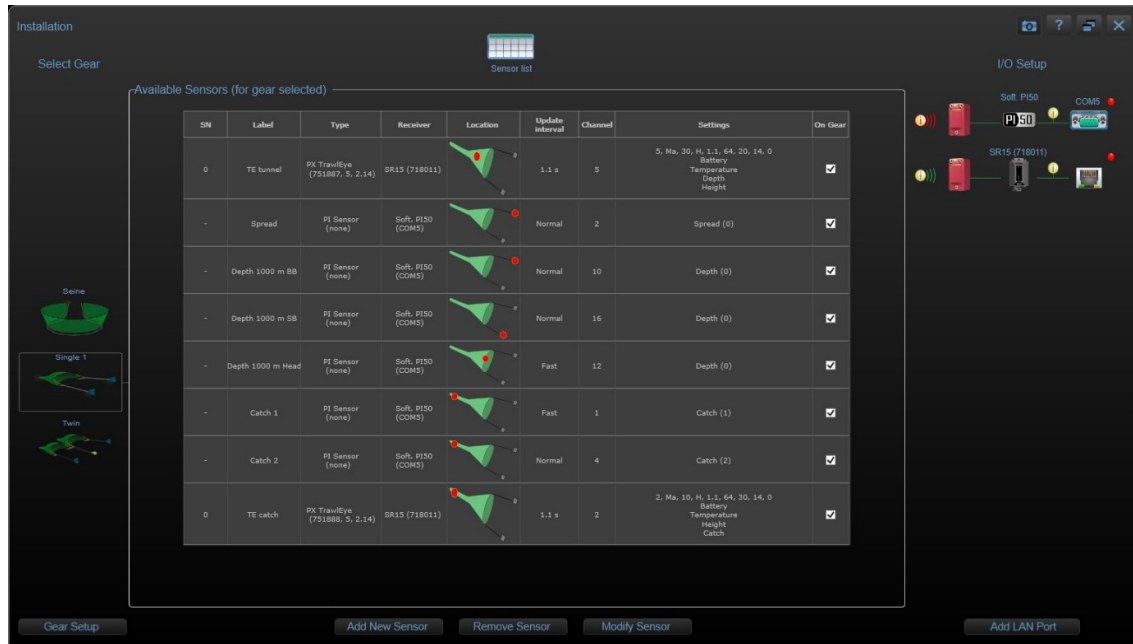 Installation
?
Select Gear
Sensor list
I/O Setup
Available Sensors (for gear selected)
SN Label Type Receiver Location Update interval Channel Settings On Gear
0 TE tunnel PX TrawlEye (751887, 5, 2.14) SR15 (718011) 1.1 s 5 5, Ma, 30, H, 1.1, 64, 20, 14, 0
Battery
Temperature
Depth
Height
- Spread PI Sensor (none) Soft. PI50 (COM5) Normal 2 Spread (0)
- Depth 1000 m BB PI Sensor (none) Soft. PI50 (COM5) Normal 10 Depth (0)
- Depth 1000 m SB PI Sensor (none) Soft. PI50 (COM5) Normal 16 Depth (0)
- Depth 1000 m Head PI Sensor (none) Soft. PI50 (COM5) Fast 12 Depth (0)
- Catch 1 PI Sensor (none) Soft. PI50 (COM5) Fast 1 Catch (1)
- Catch 2 PI Sensor (none) Soft. PI50 (COM5) Normal 4 Catch (2)
0 TE catch PX TrawlEye (751888, 5, 2.14) SR15 (718011) 1.1 s 2 2, Ma, 10, H, 1.1, 64, 30, 14, 0
Battery
Temperature
Height
Catch
Seine
Single 1
Twin
Soft. PI50
COM5
PI 50
SR15 (718011)
Gear Setup
Add New Sensor
Remove Sensor
Modify Sensor
Add LAN Port